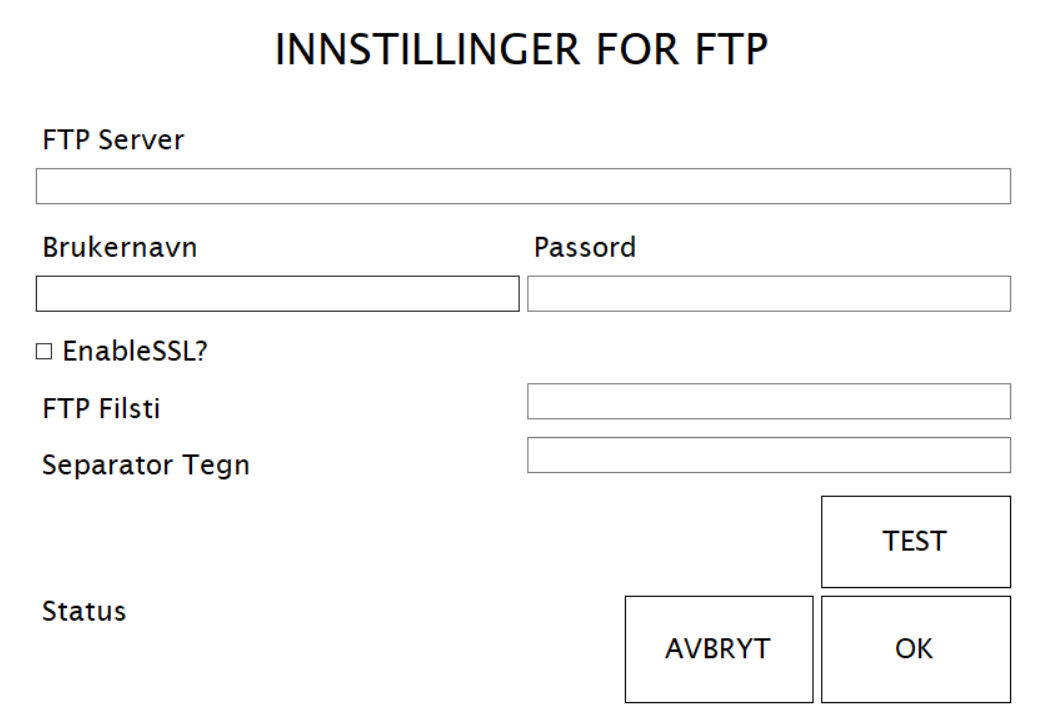 INNSTILLINGER FOR FTP
FTP Server
Brukernavn
Passord
EnableSSL?
FTP Filsti
Separator Tegn
TEST
Status
AVBRYT
OK